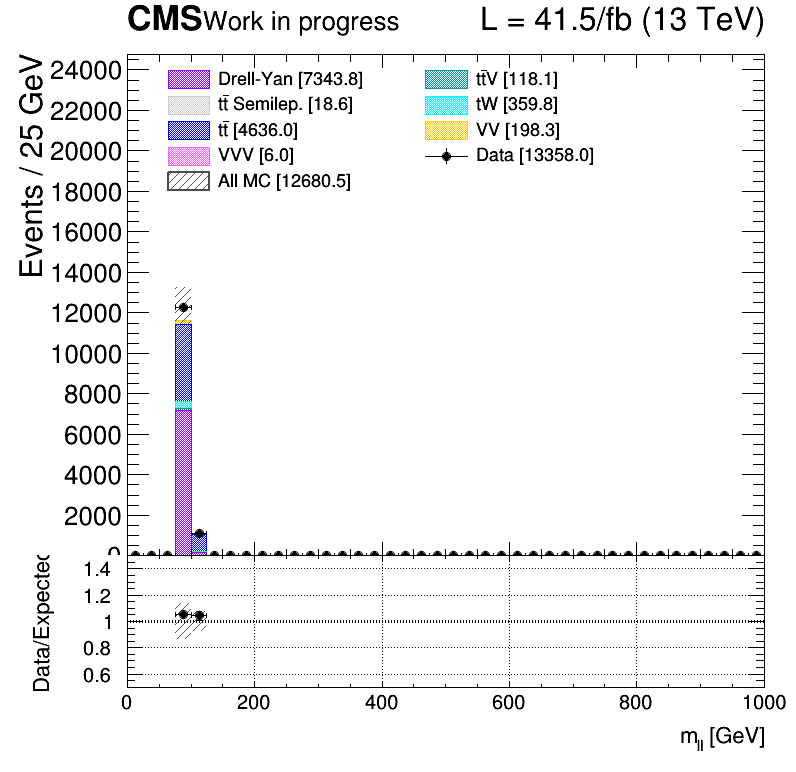 CMS Work in progress
L = 41.5/fb (13 TeV)
Events / 25 GeV
24000
22000
20000
18000
16000
14000
12000
10000
8000
6000
4000
2000
0
Drell-Yan [7343.8]
tt̄ Semilep. [18.6]
tt̄ [4636.0]
VVV [6.0]
All MC [12680.5]
tt̄V [118.1]
tW [359.8]
VV [198.3]
Data [13358.0]
Data/Expected
1.4
1.2
1
0.8
0.6
0 200 400 600 800 1000
m_ll [GeV]